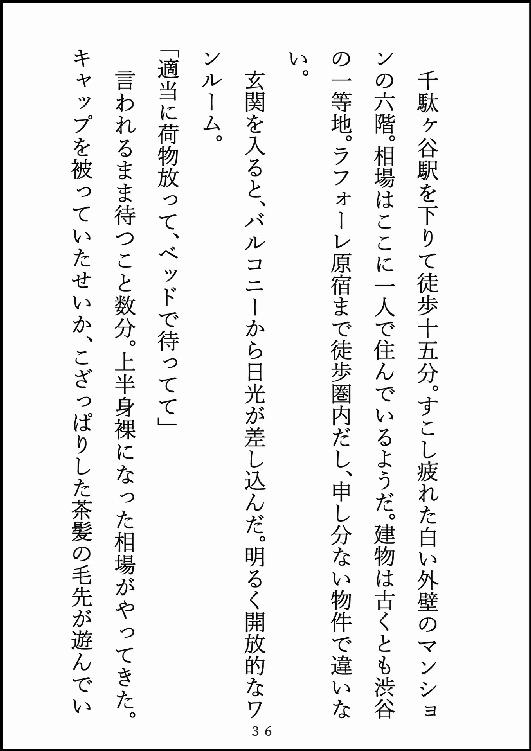 千駄ヶ谷駅を下りて徒歩十五分。すこし疲れた白い外壁のマンショ
ンの六階。相場はここに一人で住んでいるようだ。建物は古くとも渋谷
の一等地。ラフォーレ原宿まで徒歩圏内だし、申し分ない物件で違いな
い。
玄関を入ると、バルコニーから日光が差し込んだ。明るく開放的なワ
ンルーム。
「適当に荷物放って、ベッドで待ってて」
言われるまま待つこと数分。上半身裸になった相場がやってきた。
キャップを被っていたせいか、こざっぱりした茶髪の毛先が遊んでい
36